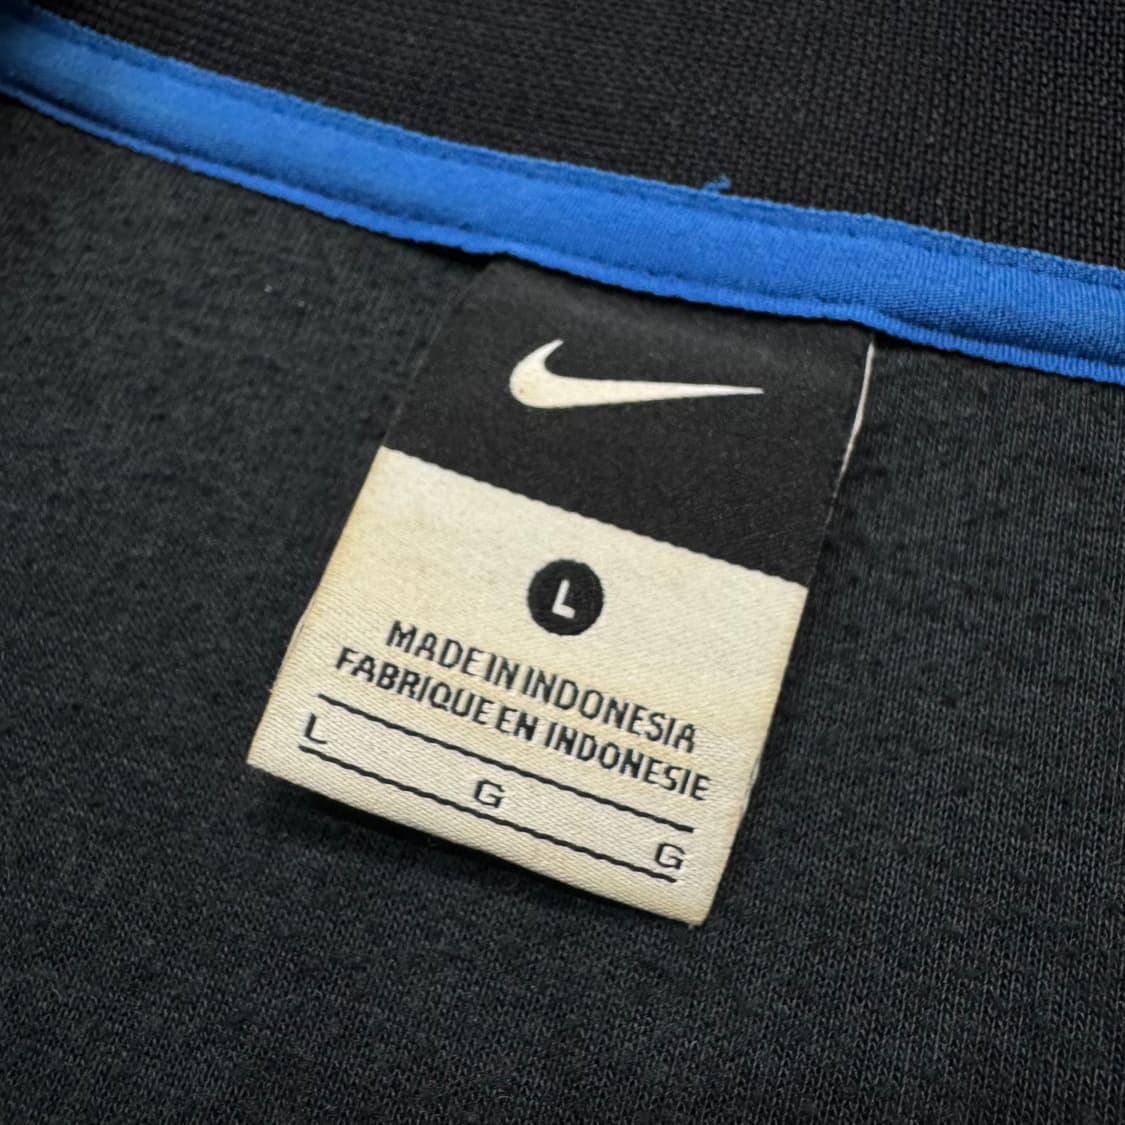 L
MADE IN INDONESIA
FABRIQUE EN INDONESIE
L G G